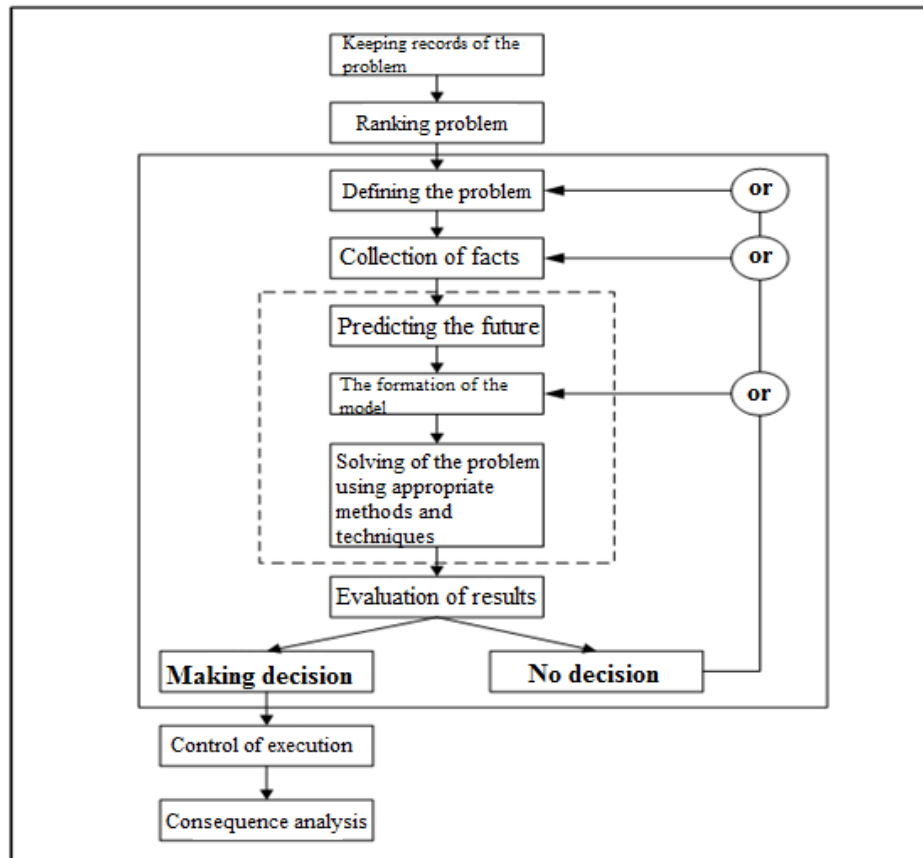 Keeping records of the
problem
Ranking problem
Defining the problem
or
Collection of facts
or
Predicting the future
The formation of the
model
or
Solving of the problem
using appropriate
methods and
techniques
Evaluation of results
Making decision
No decision
Control of execution
Consequence analysis